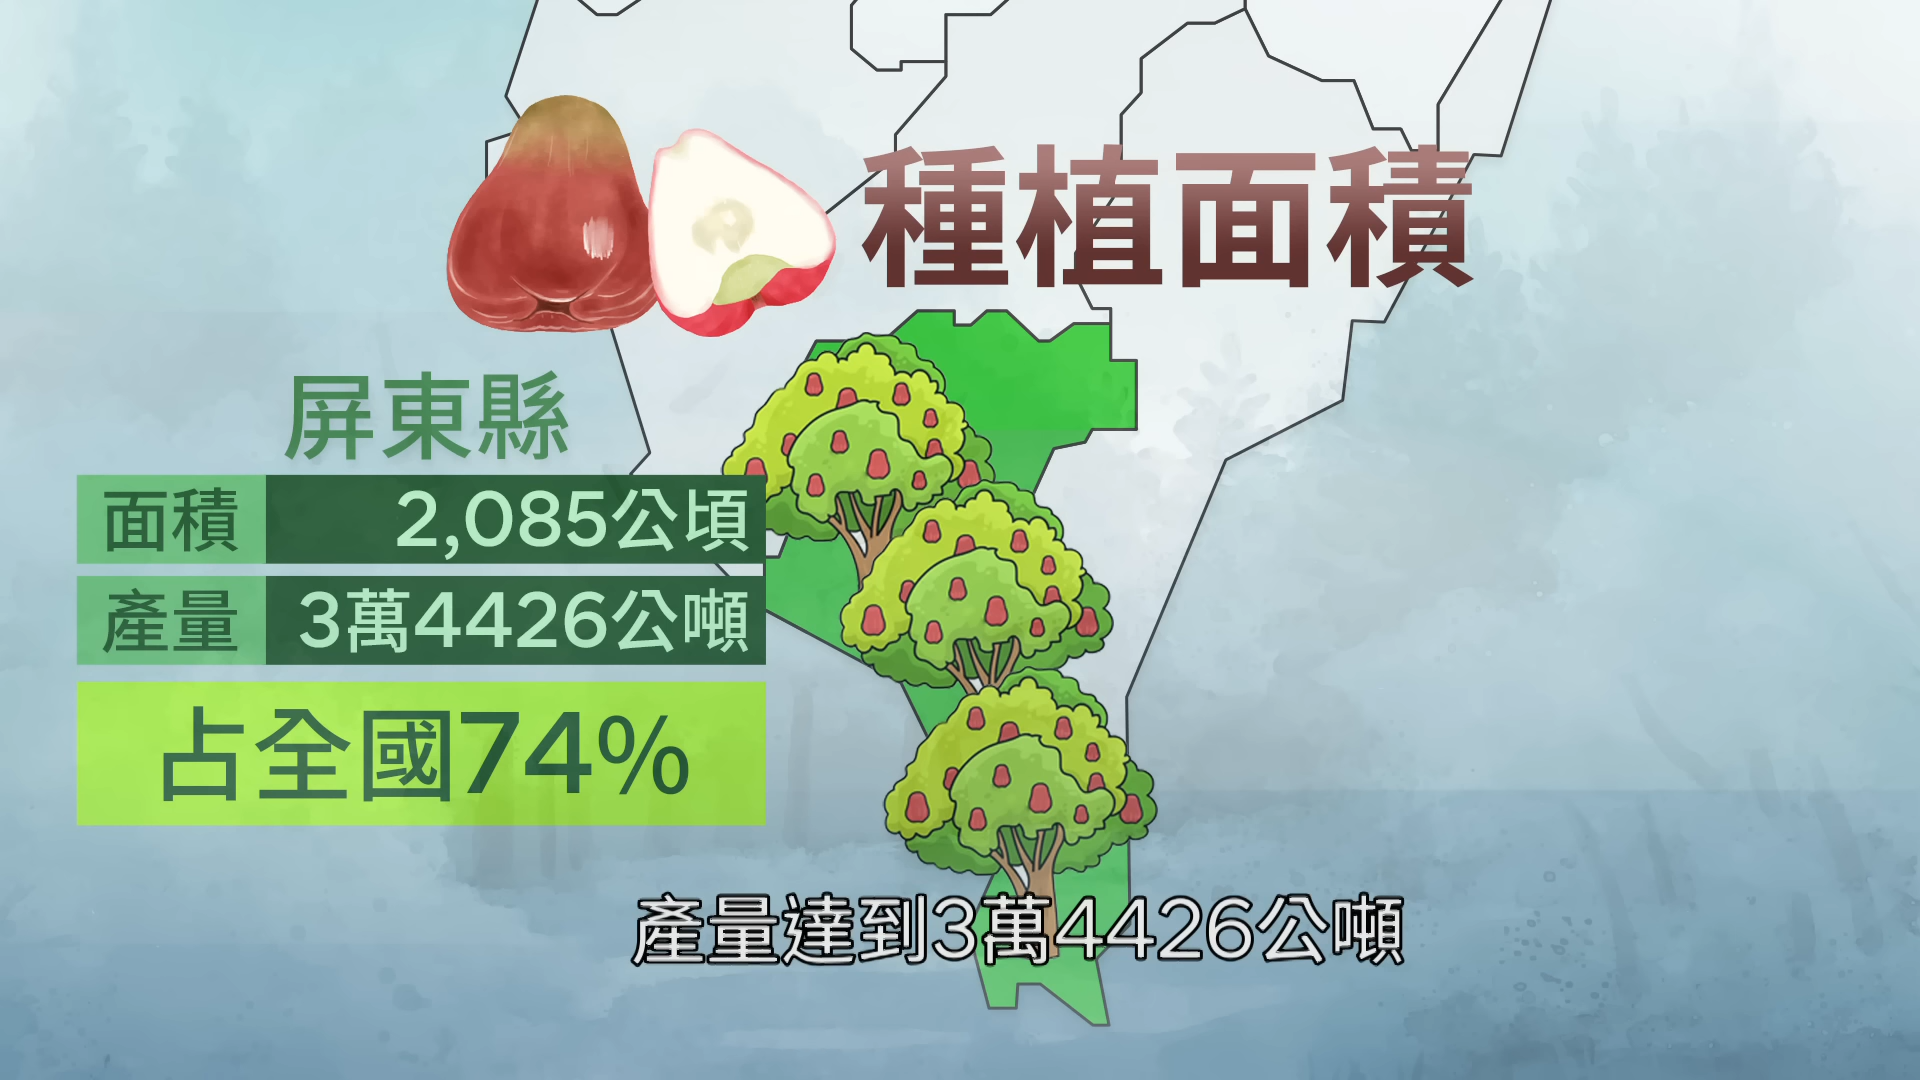 種植面積
屏東縣
面積 2,085公頃
產量 3萬4426公噸
占全國74%
產量達到3萬4426公噸